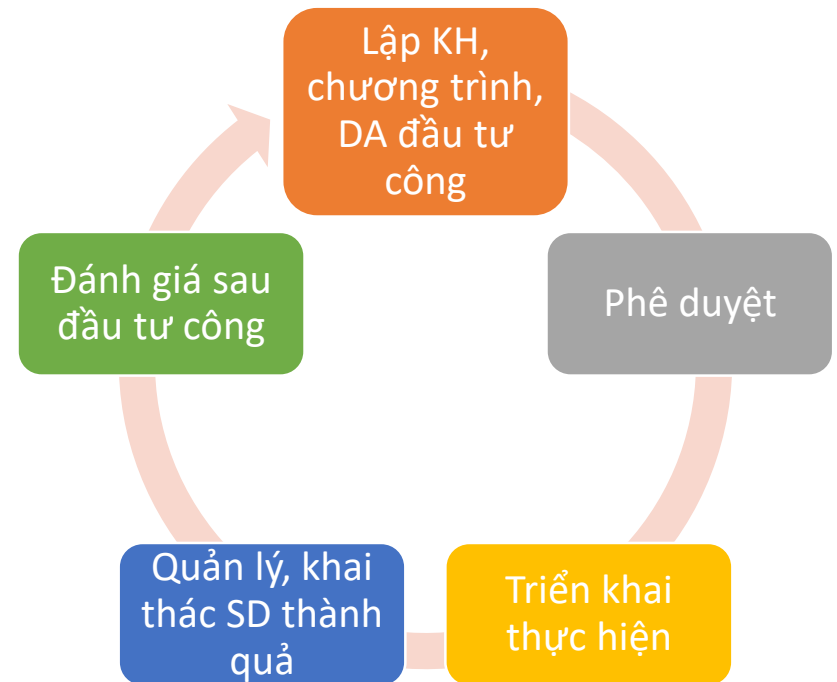 Lập KH,
chương trình,
DA đầu tư
công
Phê duyệt
Triển khai
thực hiện
Quản lý, khai
thác SD thành
quả
Đánh giá sau
đầu tư công